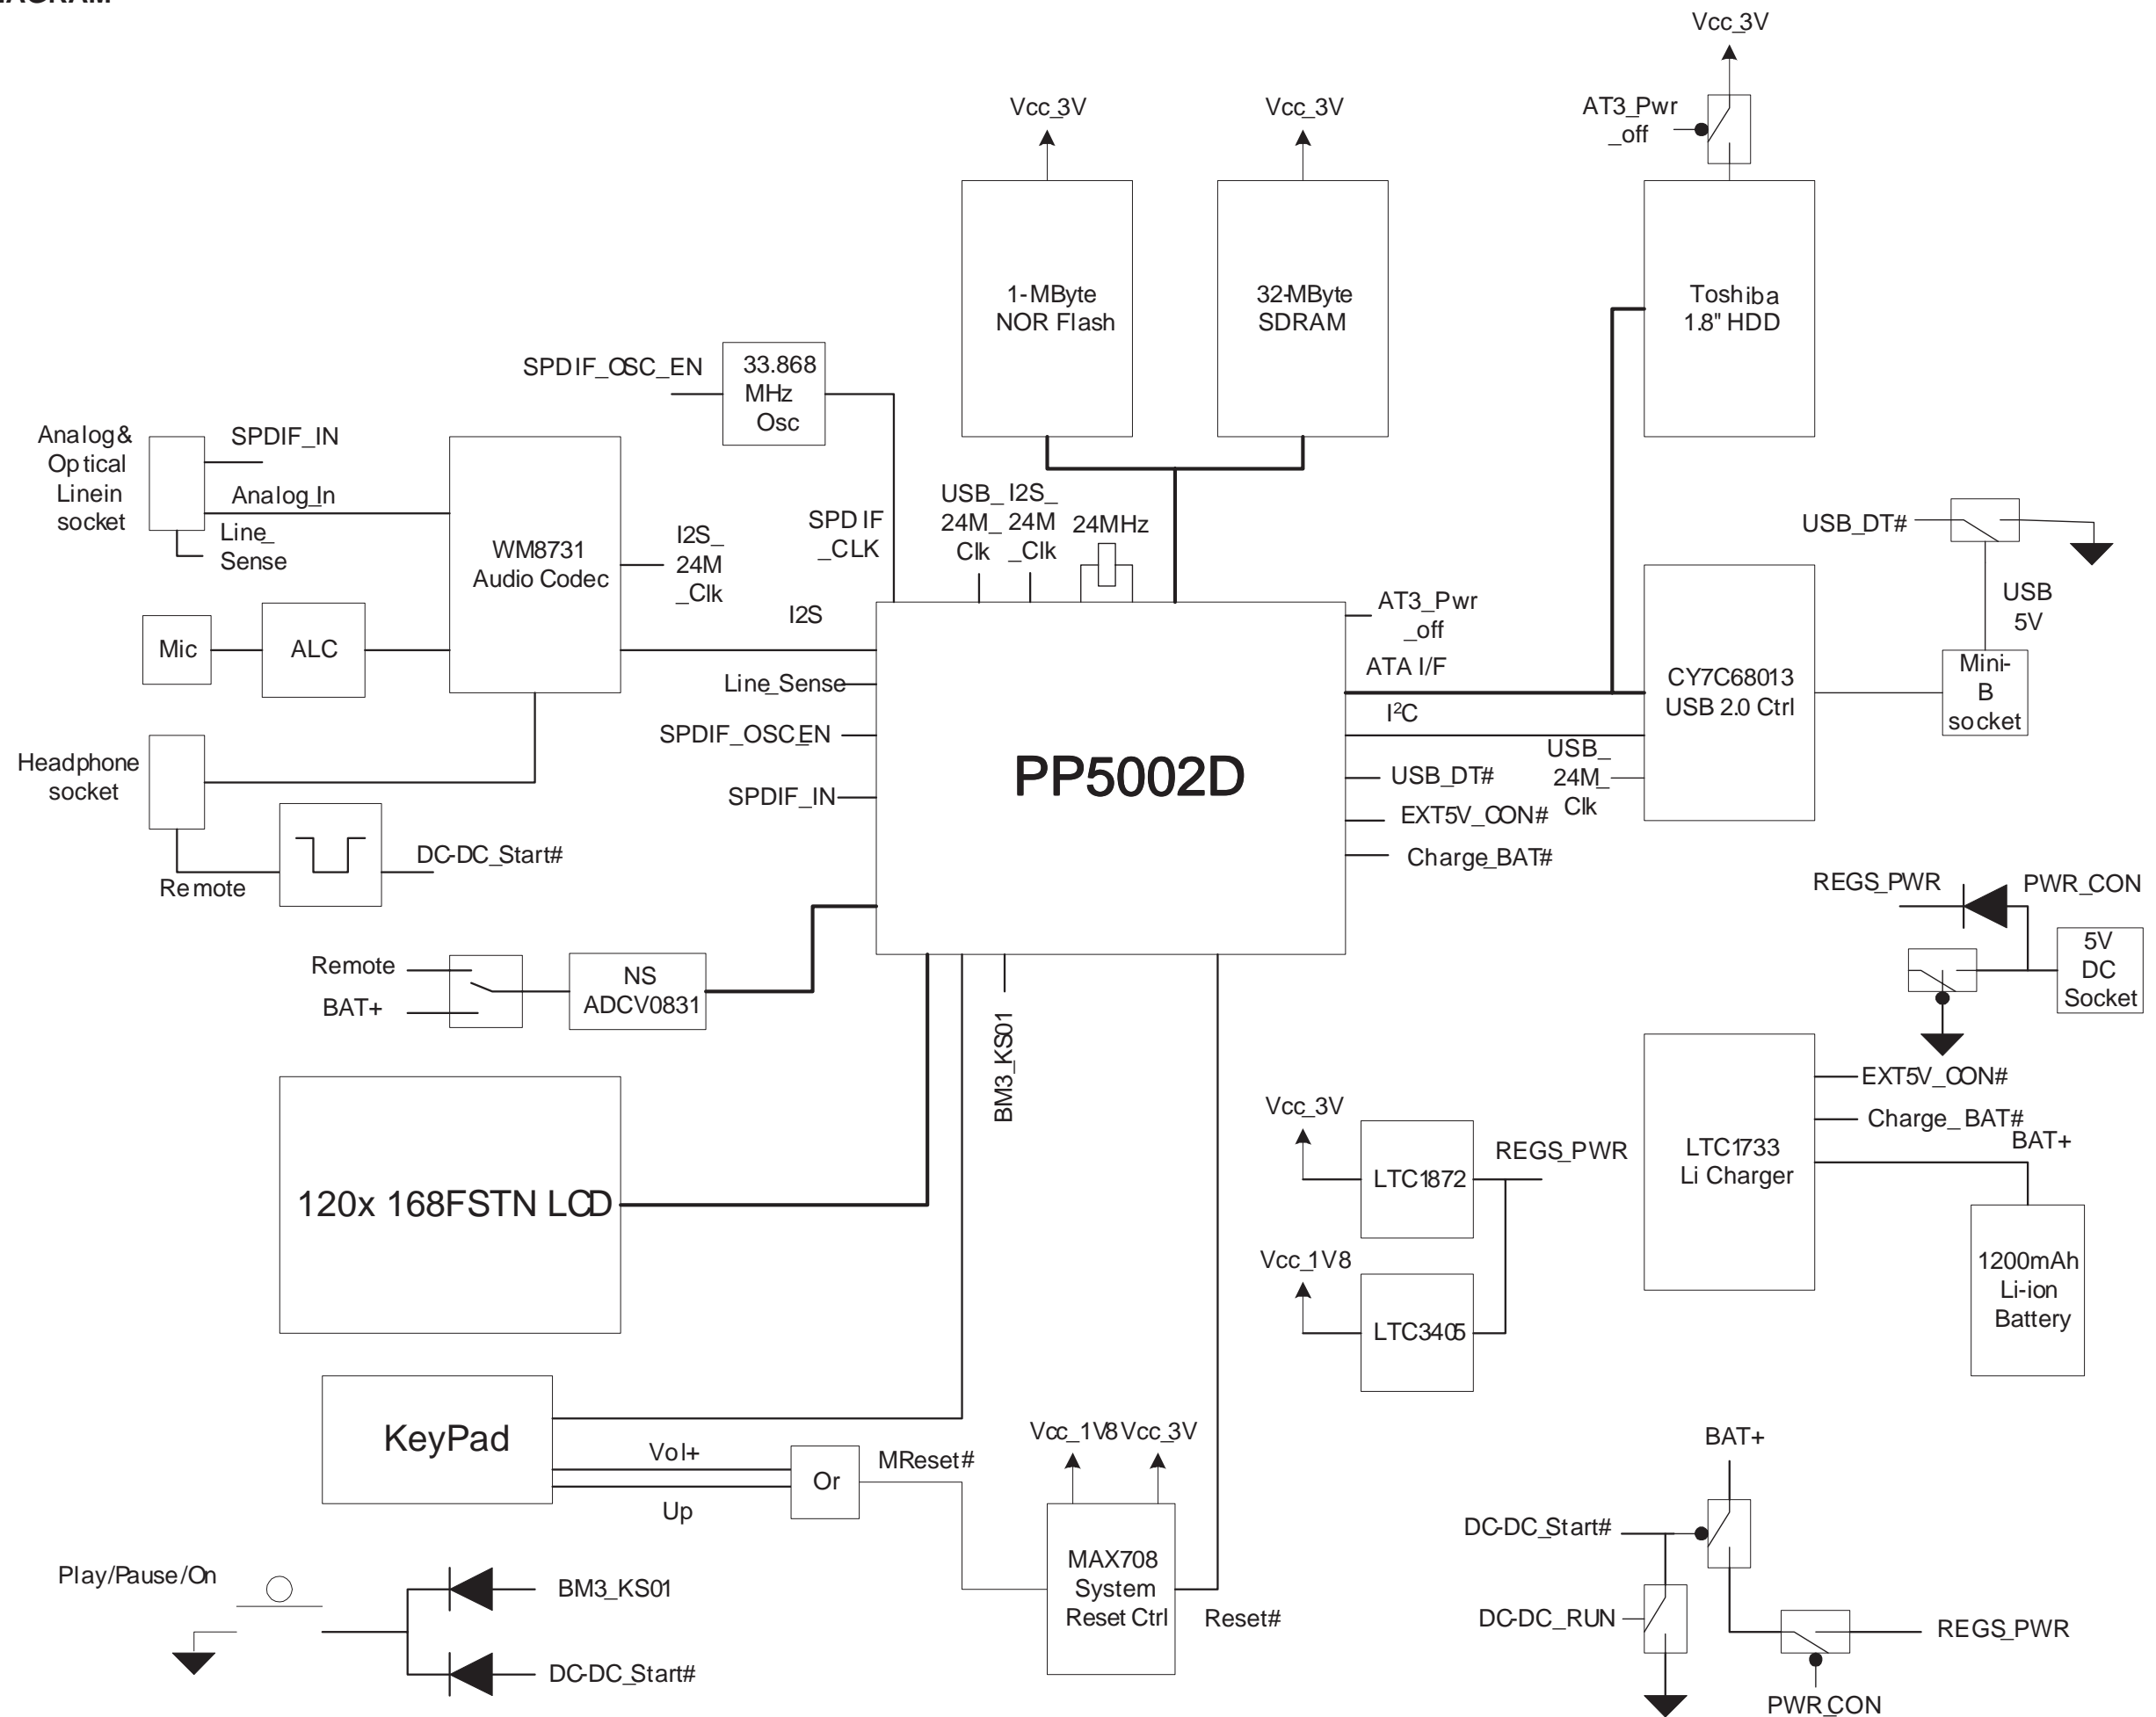 Vcc_3V
AT3_Pwr
_off
Vcc_3V
Vcc_3V
1-MByte
NOR Flash
32-MByte
SDRAM
Toshiba
1.8" HDD
SPDIF_OSC_EN
33.868
MHz
Osc
Analog&
Optical
Linein
socket
SPDIF_IN
Analog_In
Line_
Sense
WM8731
Audio Codec
I2S_
24M
_Clk
SPDIF
_CLK
USB_
24M_
Clk
I2S_
24M
_Clk
24MHz
USB_DT#
USB
5V
Mic
ALC
I2S
AT3_Pwr
_off
ATA I/F
I²C
CY7C68013
USB 2.0 Ctrl
Mini-
B
socket
Line_Sense
SPDIF_OSC_EN
SPDIF_IN
PP5002D
USB_DT#
EXT5V_CON#
Charge_BAT#
USB_
24M_
Clk
Headphone
socket
Remote
DC-DC_Start#
REGS_PWR
PWR_CON
5V
DC
Socket
Remote
BAT+
NS
ADCV0831
BM3_KS01
LTC1733
Li Charger
EXT5V_CON#
Charge_BAT#
BAT+
1200mAh
Li-ion
Battery
120x 168FSTN LCD
Vcc_3V
LTC1872
REGS_PWR
Vcc_1V8
LTC3405
KeyPad
Vol+
Up
Or
MReset#
Vcc_1V8
Vcc_3V
MAX708
System
Reset Ctrl
Reset#
Play/Pause/On
BM3_KS01
DC-DC_Start#
BAT+
DC-DC_Start#
DC-DC_RUN
REGS_PWR
PWR_CON